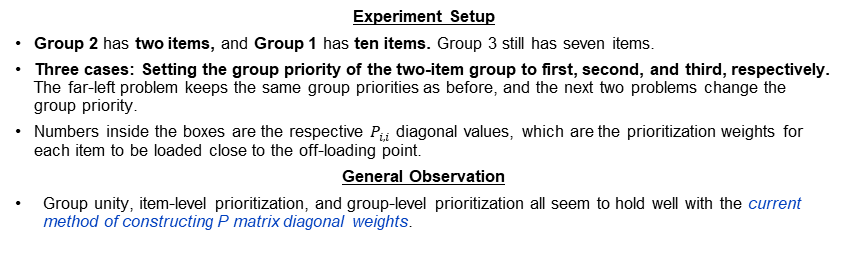 Experiment Setup
• Group 2 has two items, and Group 1 has ten items. Group 3 still has seven items.
• Three cases: Setting the group priority of the two-item group to first, second, and third, respectively.
The far-left problem keeps the same group priorities as before, and the next two problems change the
group priority.
• Numbers inside the boxes are the respective P_{i,i} diagonal values, which are the prioritization weights for
each item to be loaded close to the off-loading point.
General Observation
• Group unity, item-level prioritization, and group-level prioritization all seem to hold well with the current
method of constructing P matrix diagonal weights.